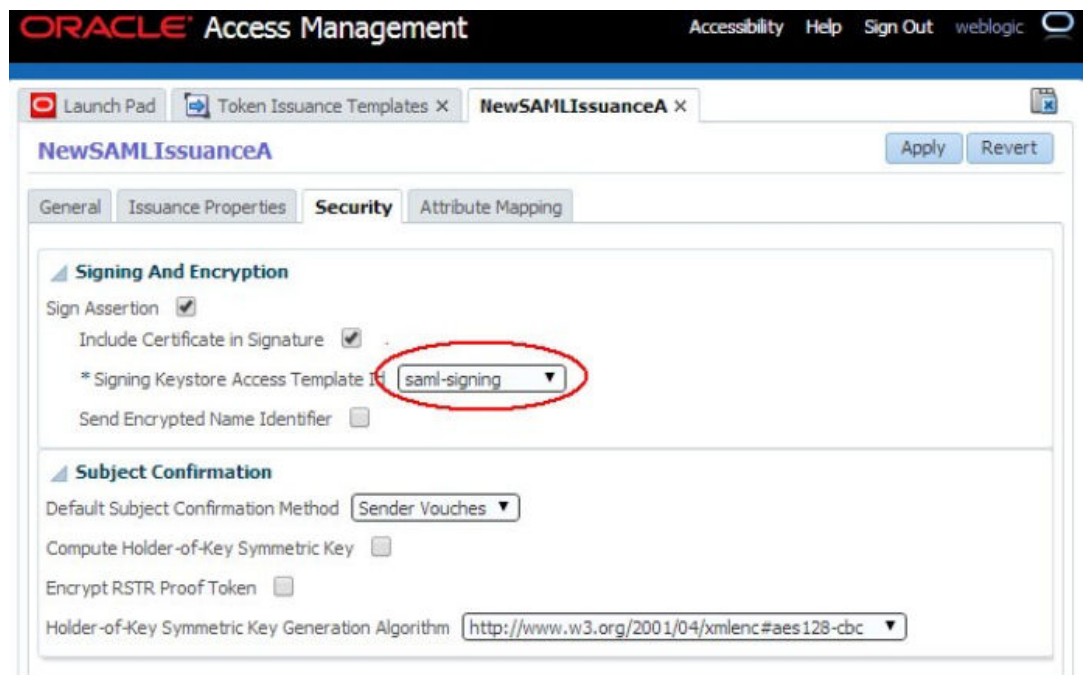 ORACLE' Access Management Accessibility Help Sign Out weblogic
Launch Pad Token Issuance Templates × NewSAMLIssuanceA ×
NewSAMLIssuanceA Apply Revert
General Issuance Properties Security Attribute Mapping
Signing And Encryption
Sign Assertion
Include Certificate in Signature
* Signing Keystore Access Template Id saml-signing
Send Encrypted Name Identifier
Subject Confirmation
Default Subject Confirmation Method Sender Vouches
Compute Holder-of-Key Symmetric Key
Encrypt RSTR Proof Token
Holder-of-Key Symmetric Key Generation Algorithm http://www.w3.org/2001/04/xmlenc#aes128-cbc